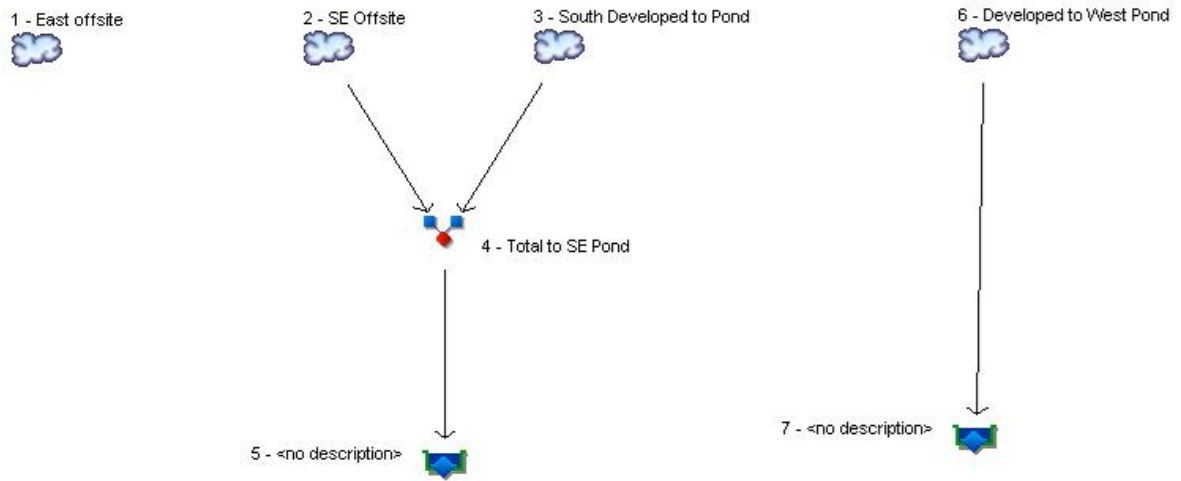 1 - East offsite
2 - SE Offsite
3 - South Developed to Pond
6 - Developed to West Pond
4 - Total to SE Pond
7 - <no description>
5 - <no description>